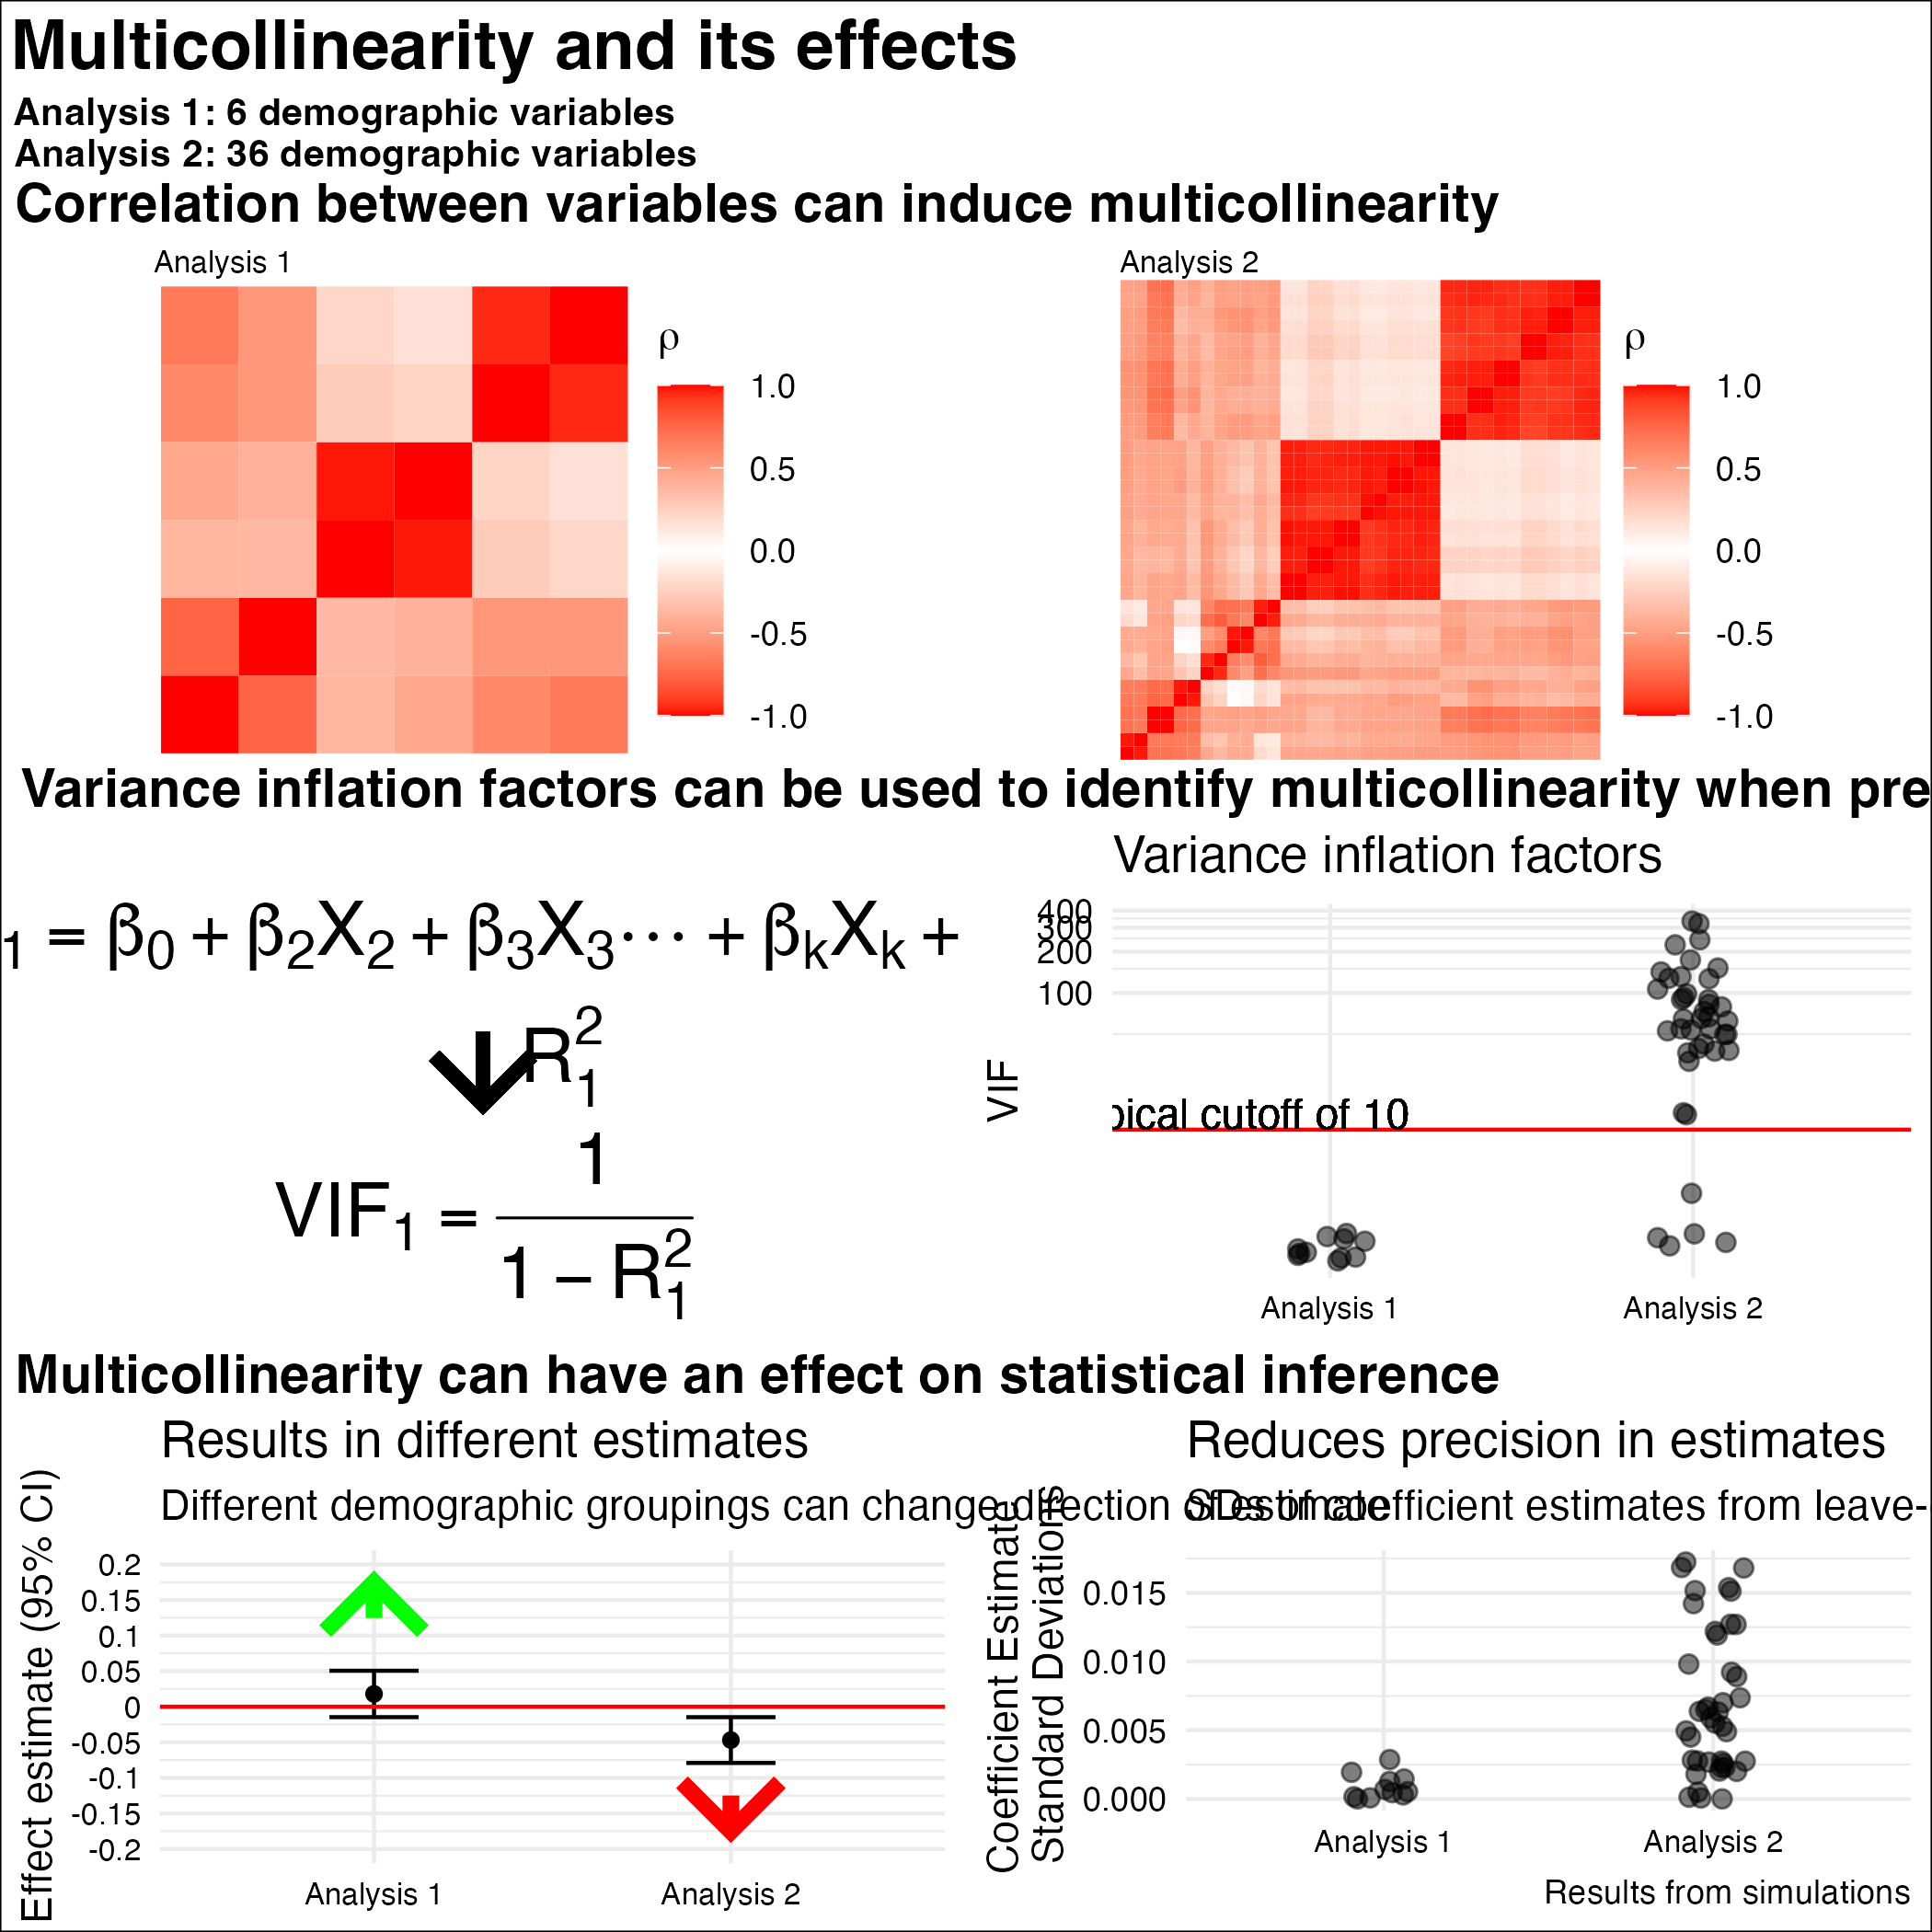 Multicollinearity and its effects
Analysis 1: 6 demographic variables
Analysis 2: 36 demographic variables
Correlation between variables can induce multicollinearity
Analysis 1
ρ
1.0
0.5
0.0
-0.5
-1.0
Analysis 2
ρ
1.0
0.5
0.0
-0.5
-1.0
Variance inflation factors can be used to identify multicollinearity when pre
₁ = β₀ + β₂X₂ + β₃X₃⋯ + βₖXₖ +
R₁²
VIF₁ = 1 / (1 − R₁²)
Variance inflation factors
VIF
400
300
200
100
pical cutoff of 10
Analysis 1
Analysis 2
Multicollinearity can have an effect on statistical inference
Results in different estimates
Different demographic groupings can change direction of estimate
Effect estimate (95% CI)
0.2
0.15
0.1
0.05
0
-0.05
-0.1
-0.15
-0.2
Analysis 1
Analysis 2
Reduces precision in estimates
SDs of coefficient estimates from leave-
Coefficient Estimate
Standard Deviations
0.015
0.010
0.005
0.000
Analysis 1
Analysis 2
Results from simulations